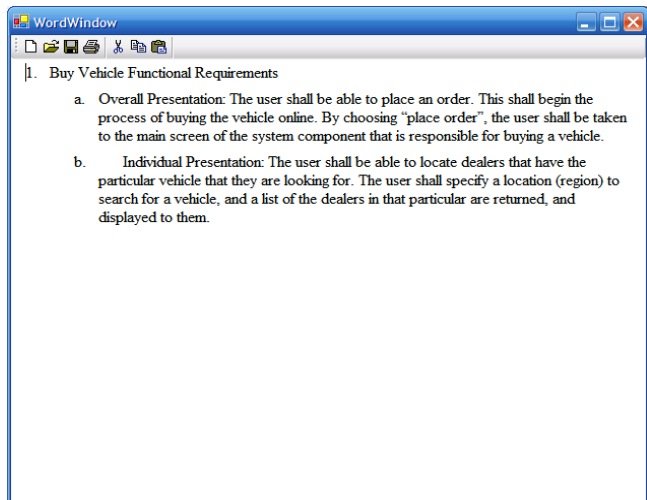 WordWindow
1. Buy Vehicle Functional Requirements
a. Overall Presentation: The user shall be able to place an order. This shall begin the
process of buying the vehicle online. By choosing “place order”, the user shall be taken
to the main screen of the system component that is responsible for buying a vehicle.
b. Individual Presentation: The user shall be able to locate dealers that have the
particular vehicle that they are looking for. The user shall specify a location (region) to
search for a vehicle, and a list of the dealers in that particular are returned, and
displayed to them.